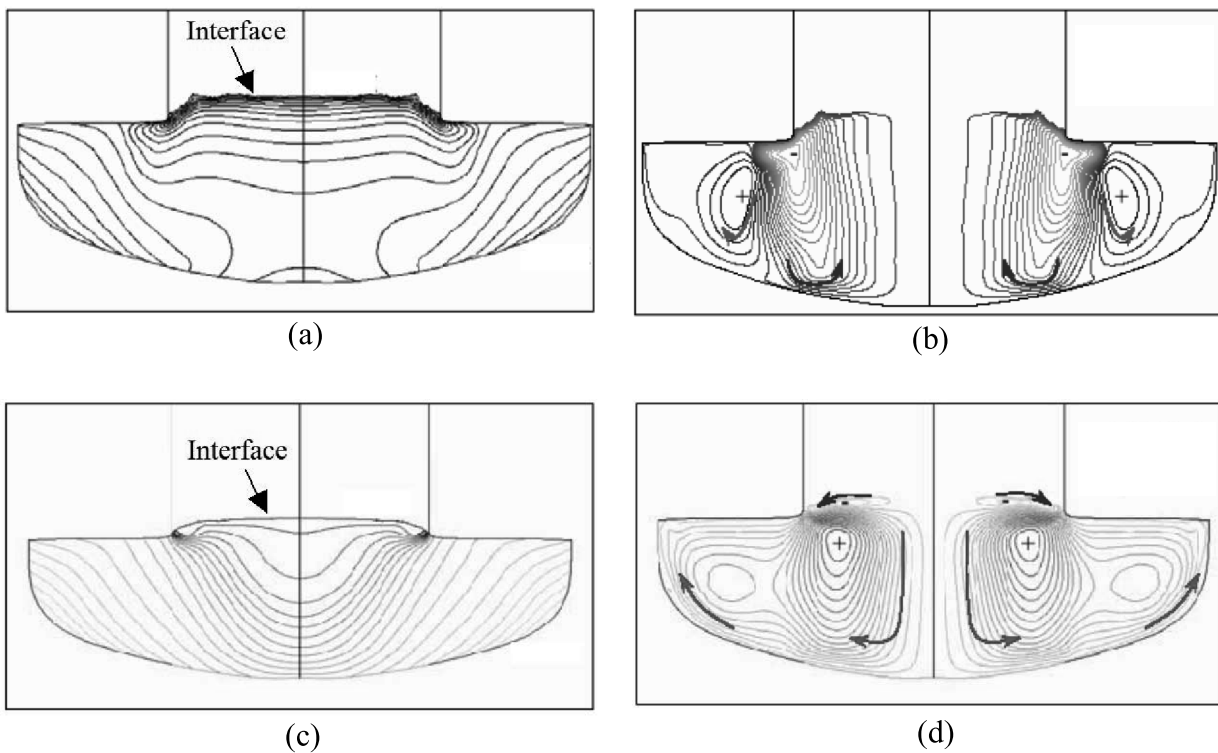 Interface
-
-
+
+
(a)
(b)
Interface
-
-
+
+
(c)
(d)